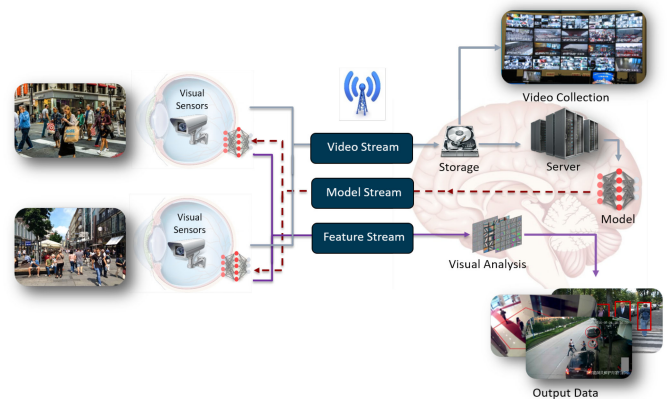 Visual
Sensors
Video Collection
Video Stream
Storage
Server
Model Stream
Model
Visual
Sensors
Feature Stream
Visual Analysis
Output Data